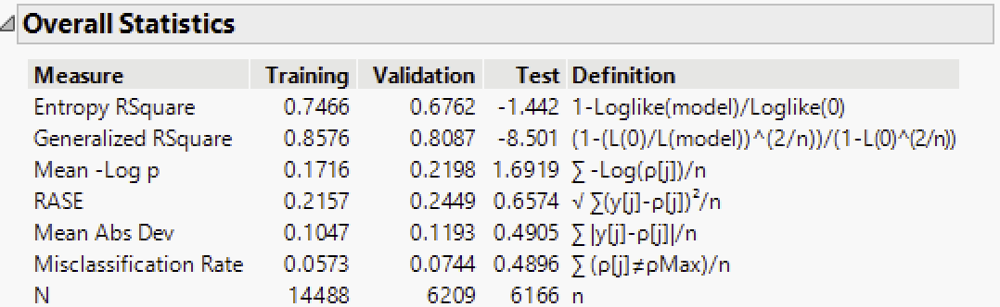 Overall Statistics
Measure Training Validation Test Definition
Entropy RSquare 0.7466 0.6762 -1.442 1-Loglike(model)/Loglike(0)
Generalized RSquare 0.8576 0.8087 -8.501 (1-(L(0)/L(model))^(2/n))/(1-L(0)^(2/n))
Mean -Log p 0.1716 0.2198 1.6919 ∑ -Log(ρ[j])/n
RASE 0.2157 0.2449 0.6574 √ ∑(y[j]-ρ[j])²/n
Mean Abs Dev 0.1047 0.1193 0.4905 ∑ |y[j]-ρ[j]|/n
Misclassification Rate 0.0573 0.0744 0.4896 ∑ (ρ[j]≠ρMax)/n
N 14488 6209 6166 n